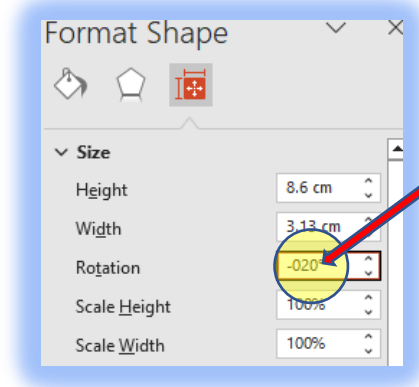 Format Shape
Size
Height 8.6 cm
Width 3.13 cm
Rotation -020°
Scale Height 100%
Scale Width 100%